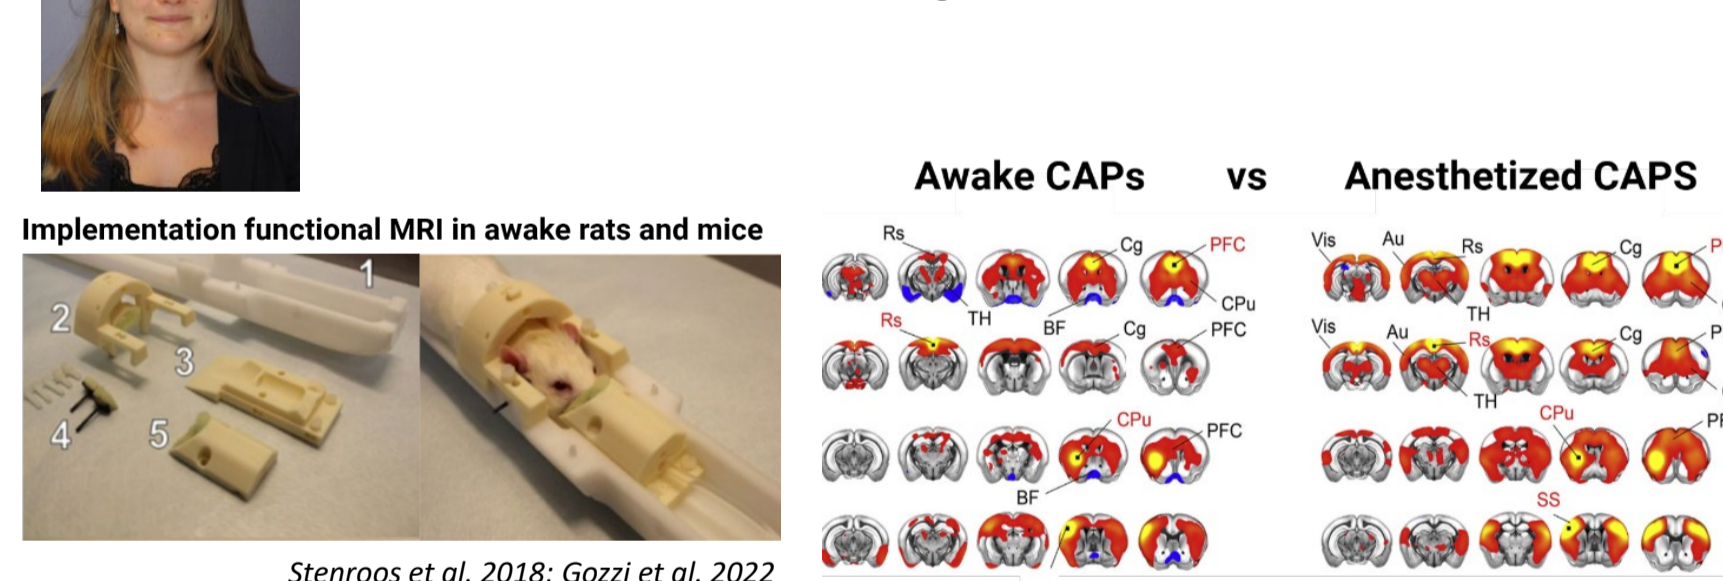 Awake CAPs vs Anesthetized CAPS
Implementation functional MRI in awake rats and mice
1
2
3
4
5
Stenroos et al. 2018; Gozzi et al. 2022
Rs
Cg
PFC
TH
BF
CPu
Rs
Cg
PFC
CPu
PFC
BF
Vis
Au
Rs
Cg
TH
Vis
Au
Rs
Cg
TH
CPu
SS